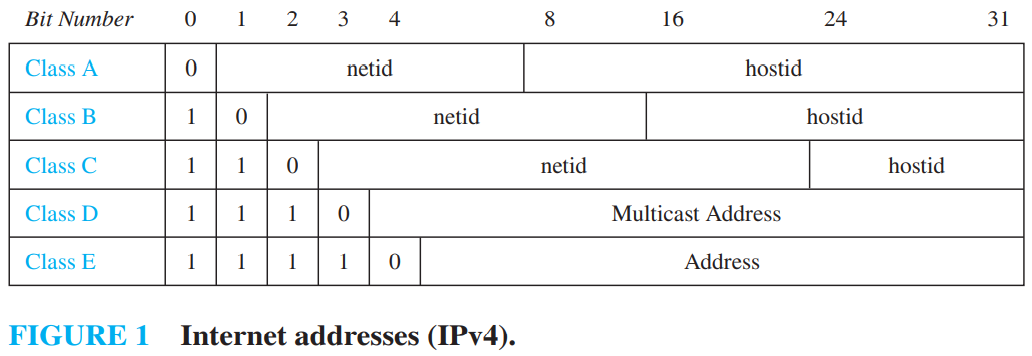 Bit Number 0 1 2 3 4 8 16 24 31
Class A 0 netid hostid
Class B 1 0 netid hostid
Class C 1 1 0 netid hostid
Class D 1 1 1 0 Multicast Address
Class E 1 1 1 1 0 Address
FIGURE 1 Internet addresses (IPv4).